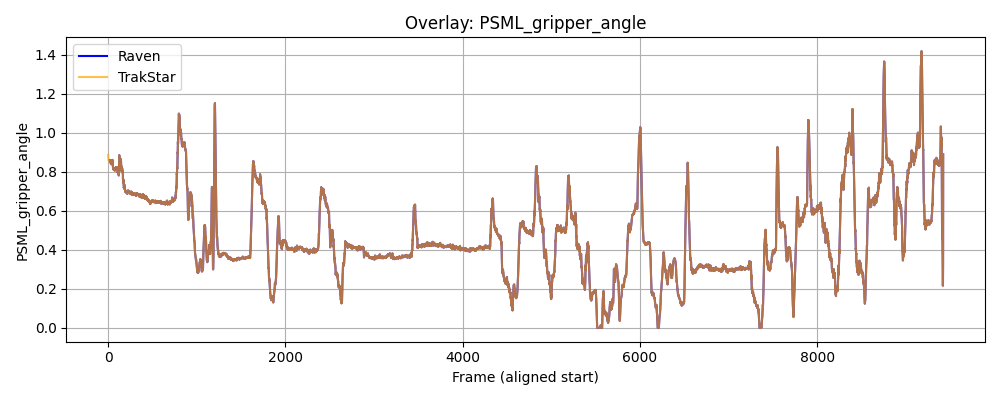 Overlay: PSML_gripper_angle
Raven
TrakStar
PSML_gripper_angle
1.4
1.2
1.0
0.8
0.6
0.4
0.2
0.0
0
2000
4000
6000
8000
Frame (aligned start)